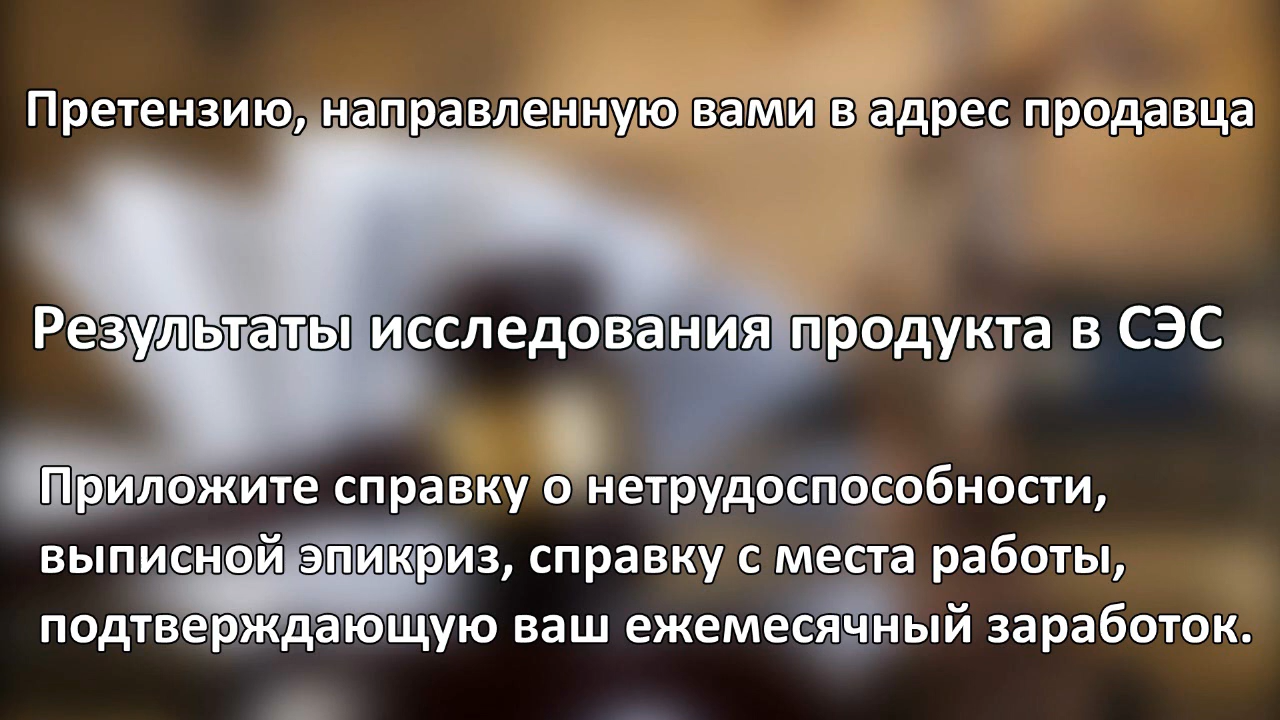 Претензию, направленную вами в адрес продавца
Результаты исследования продукта в СЭС
Приложите справку о нетрудоспособности,
выписной эпикриз, справку с места работы,
подтверждающую ваш ежемесячный заработок.